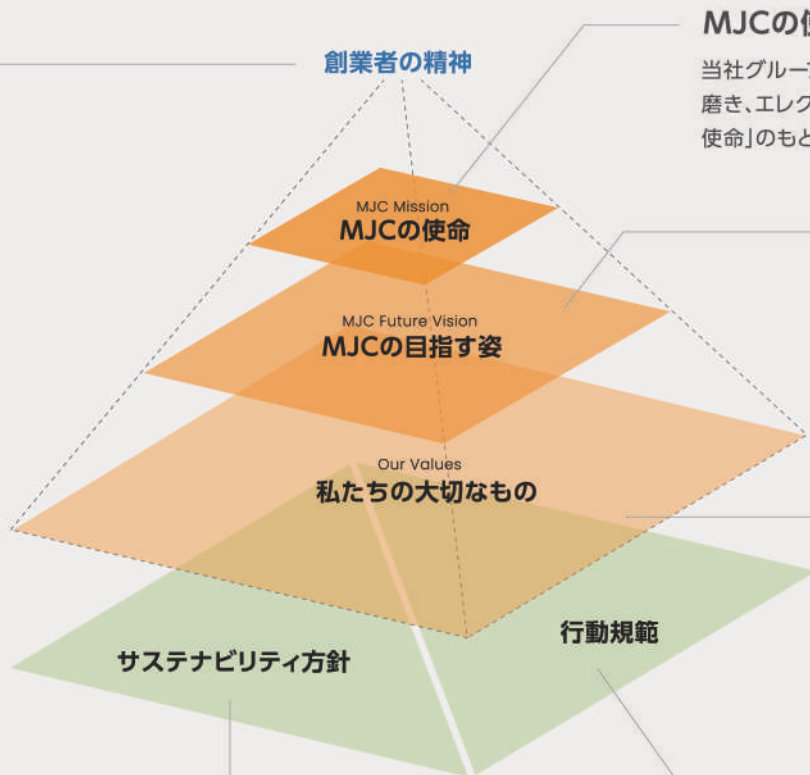 創業者の精神
MJCの
当社グルー
磨き、エレク
使命」のもと
MJC Mission
MJCの使命
MJC Future Vision
MJCの目指す姿
Our Values
私たちの大切なもの
行動規範
サステナビリティ方針